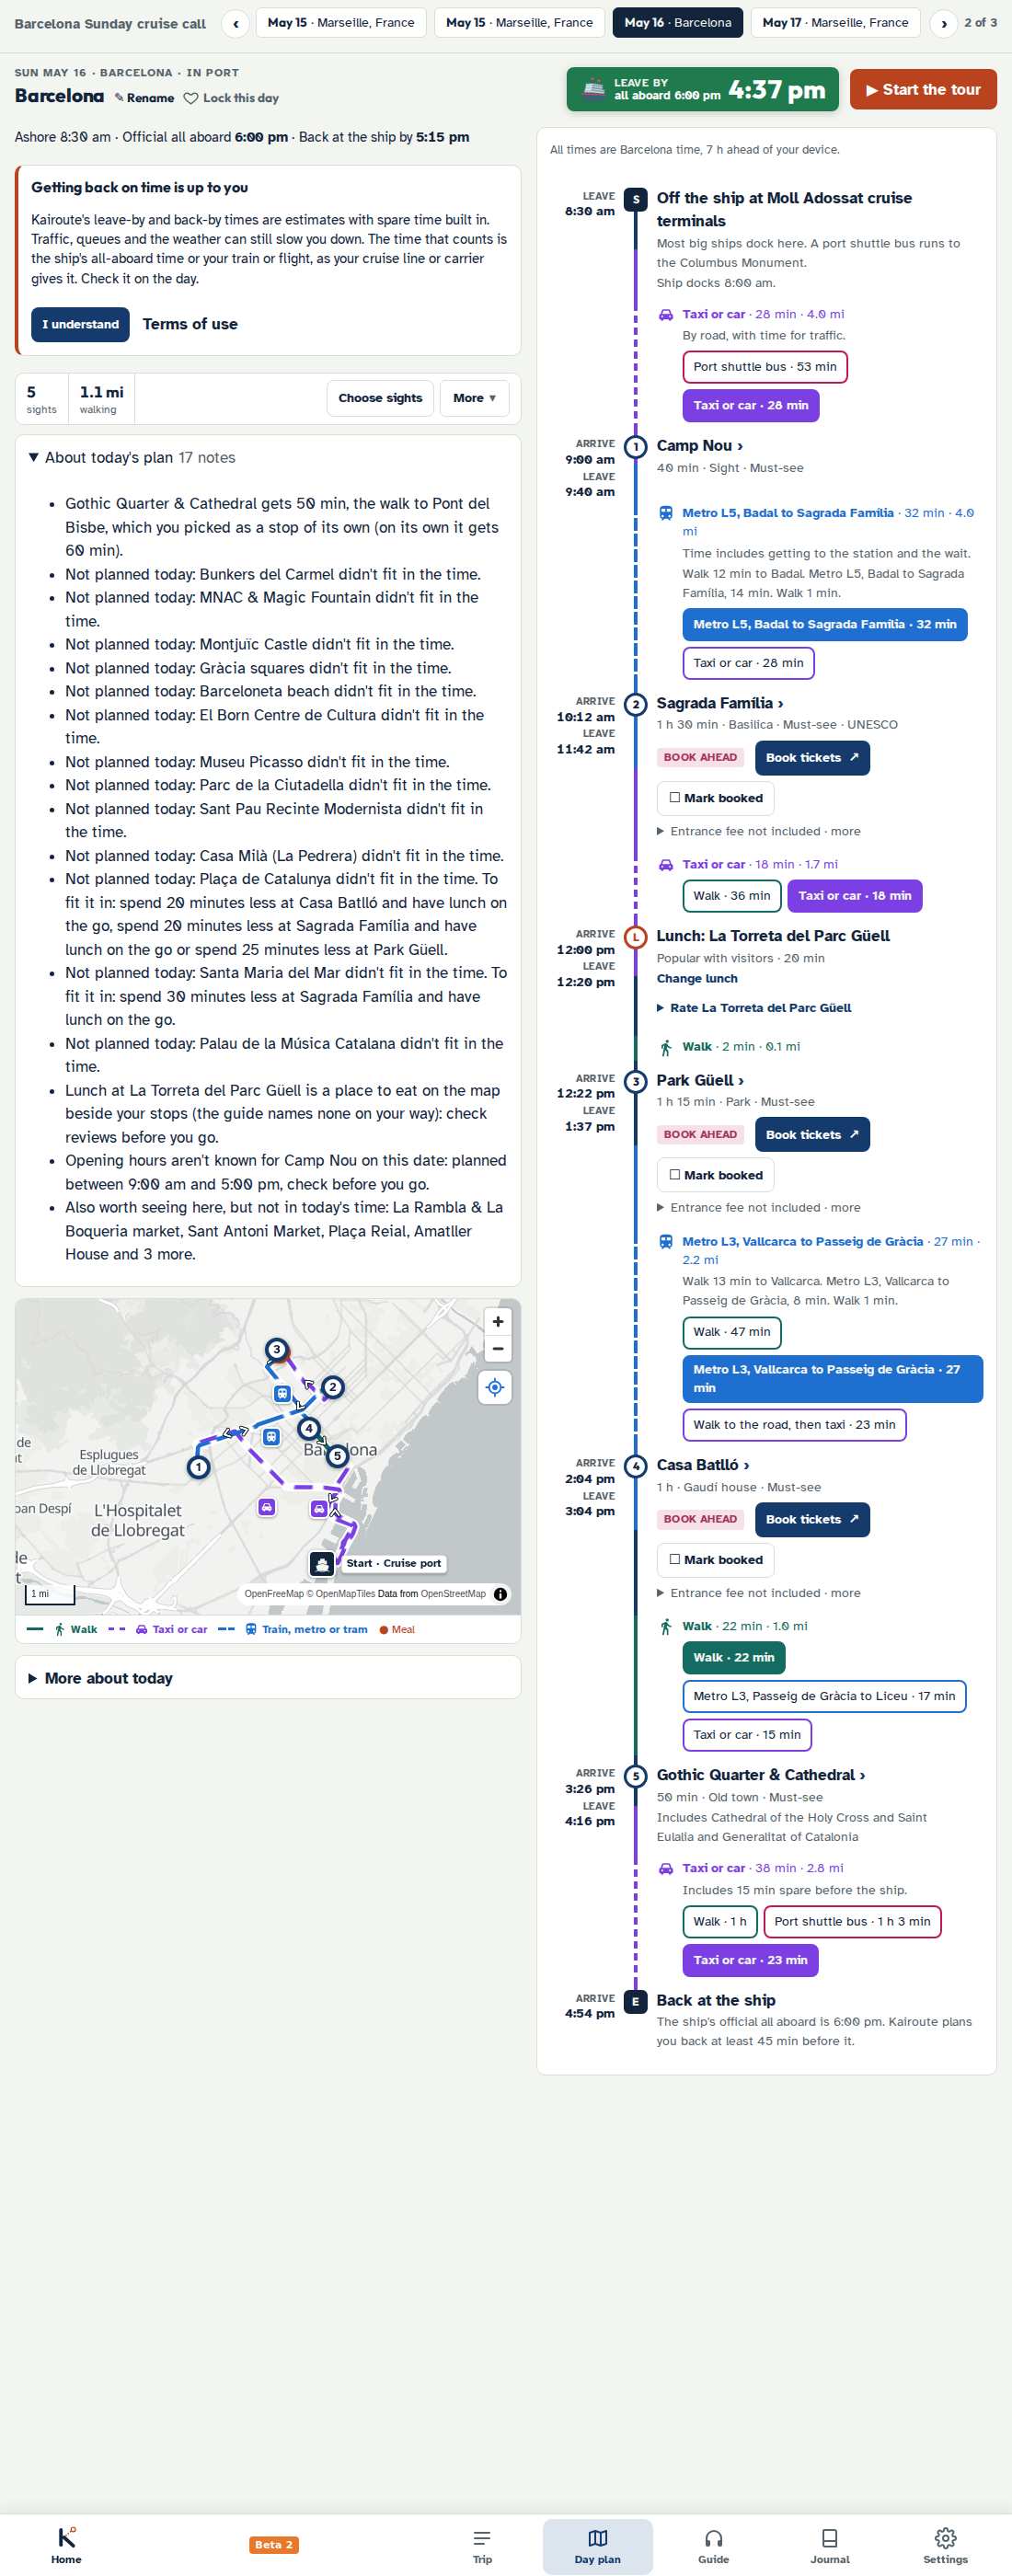 Barcelona Sunday cruise call
‹
May 15 · Marseille, France
May 15 · Marseille, France
May 16 · Barcelona
May 17 · Marseille, France
›
2 of 3
SUN MAY 16 · BARCELONA · IN PORT
Barcelona
✎ Rename
Lock this day
LEAVE BY
all aboard 6:00 pm
4:37 pm
▶ Start the tour
Ashore 8:30 am · Official all aboard 6:00 pm · Back at the ship by 5:15 pm
Getting back on time is up to you
Kairoute's leave-by and back-by times are estimates with spare time built in.
Traffic, queues and the weather can still slow you down. The time that counts is
the ship's all-aboard time or your train or flight, as your cruise line or carrier
gives it. Check it on the day.
I understand
Terms of use
5
sights
1.1 mi
walking
Choose sights
More ▾
▼ About today's plan 17 notes
• Gothic Quarter & Cathedral gets 50 min, the walk to Pont del
Bisbe, which you picked as a stop of its own (on its own it gets
60 min).
• Not planned today: Bunkers del Carmel didn't fit in the time.
• Not planned today: MNAC & Magic Fountain didn't fit in the
time.
• Not planned today: Montjuïc Castle didn't fit in the time.
• Not planned today: Gràcia squares didn't fit in the time.
• Not planned today: Barceloneta beach didn't fit in the time.
• Not planned today: El Born Centre de Cultura didn't fit in the
time.
• Not planned today: Museu Picasso didn't fit in the time.
• Not planned today: Parc de la Ciutadella didn't fit in the time.
• Not planned today: Sant Pau Recinte Modernista didn't fit in
the time.
• Not planned today: Casa Milà (La Pedrera) didn't fit in the time.
• Not planned today: Plaça de Catalunya didn't fit in the time. To
fit it in: spend 20 minutes less at Casa Batlló and have lunch on
the go, spend 20 minutes less at Sagrada Família and have
lunch on the go or spend 25 minutes less at Park Güell.
• Not planned today: Santa Maria del Mar didn't fit in the time. To
fit it in: spend 30 minutes less at Sagrada Família and have
lunch on the go.
• Not planned today: Palau de la Música Catalana didn't fit in the
time.
• Lunch at La Torreta del Parc Güell is a place to eat on the map
beside your stops (the guide names none on your way): check
reviews before you go.
• Opening hours aren't known for Camp Nou on this date: planned
between 9:00 am and 5:00 pm, check before you go.
• Also worth seeing here, but not in today's time: La Rambla & La
Boqueria market, Sant Antoni Market, Plaça Reial, Amatller
House and 3 more.
+
−
3
2
4
5
1
de
Esplugues
de Llobregat
oan Despí
L'Hospitalet
de Llobregat
Start · Cruise port
1 mi
OpenFreeMap © OpenMapTiles Data from OpenStreetMap
Walk
Taxi or car
Train, metro or tram
Meal
▶ More about today
All times are Barcelona time, 7 h ahead of your device.
LEAVE
8:30 am
S
Off the ship at Moll Adossat cruise
terminals
Most big ships dock here. A port shuttle bus runs to
the Columbus Monument.
Ship docks 8:00 am.
Taxi or car · 28 min · 4.0 mi
By road, with time for traffic.
Port shuttle bus · 53 min
Taxi or car · 28 min
ARRIVE
9:00 am
LEAVE
9:40 am
1
Camp Nou ›
40 min · Sight · Must-see
Metro L5, Badal to Sagrada Família · 32 min · 4.0
mi
Time includes getting to the station and the wait.
Walk 12 min to Badal. Metro L5, Badal to Sagrada
Família, 14 min. Walk 1 min.
Metro L5, Badal to Sagrada Família · 32 min
Taxi or car · 28 min
ARRIVE
10:12 am
LEAVE
11:42 am
2
Sagrada Família ›
1 h 30 min · Basilica · Must-see · UNESCO
BOOK AHEAD
Book tickets ↗
☐ Mark booked
▶ Entrance fee not included · more
Taxi or car · 18 min · 1.7 mi
Walk · 36 min
Taxi or car · 18 min
ARRIVE
12:00 pm
LEAVE
12:20 pm
L
Lunch: La Torreta del Parc Güell
Popular with visitors · 20 min
Change lunch
▶ Rate La Torreta del Parc Güell
Walk · 2 min · 0.1 mi
ARRIVE
12:22 pm
LEAVE
1:37 pm
3
Park Güell ›
1 h 15 min · Park · Must-see
BOOK AHEAD
Book tickets ↗
☐ Mark booked
▶ Entrance fee not included · more
Metro L3, Vallcarca to Passeig de Gràcia · 27 min ·
2.2 mi
Walk 13 min to Vallcarca. Metro L3, Vallcarca to
Passeig de Gràcia, 8 min. Walk 1 min.
Walk · 47 min
Metro L3, Vallcarca to Passeig de Gràcia · 27
min
Walk to the road, then taxi · 23 min
ARRIVE
2:04 pm
LEAVE
3:04 pm
4
Casa Batlló ›
1 h · Gaudí house · Must-see
BOOK AHEAD
Book tickets ↗
☐ Mark booked
▶ Entrance fee not included · more
Walk · 22 min · 1.0 mi
Walk · 22 min
Metro L3, Passeig de Gràcia to Liceu · 17 min
Taxi or car · 15 min
ARRIVE
3:26 pm
LEAVE
4:16 pm
5
Gothic Quarter & Cathedral ›
50 min · Old town · Must-see
Includes Cathedral of the Holy Cross and Saint
Eulalia and Generalitat of Catalonia
Taxi or car · 38 min · 2.8 mi
Includes 15 min spare before the ship.
Walk · 1 h
Port shuttle bus · 1 h 3 min
Taxi or car · 23 min
ARRIVE
4:54 pm
E
Back at the ship
The ship's official all aboard is 6:00 pm. Kairoute plans
you back at least 45 min before it.
Home
Beta 2
Trip
Day plan
Guide
Journal
Settings